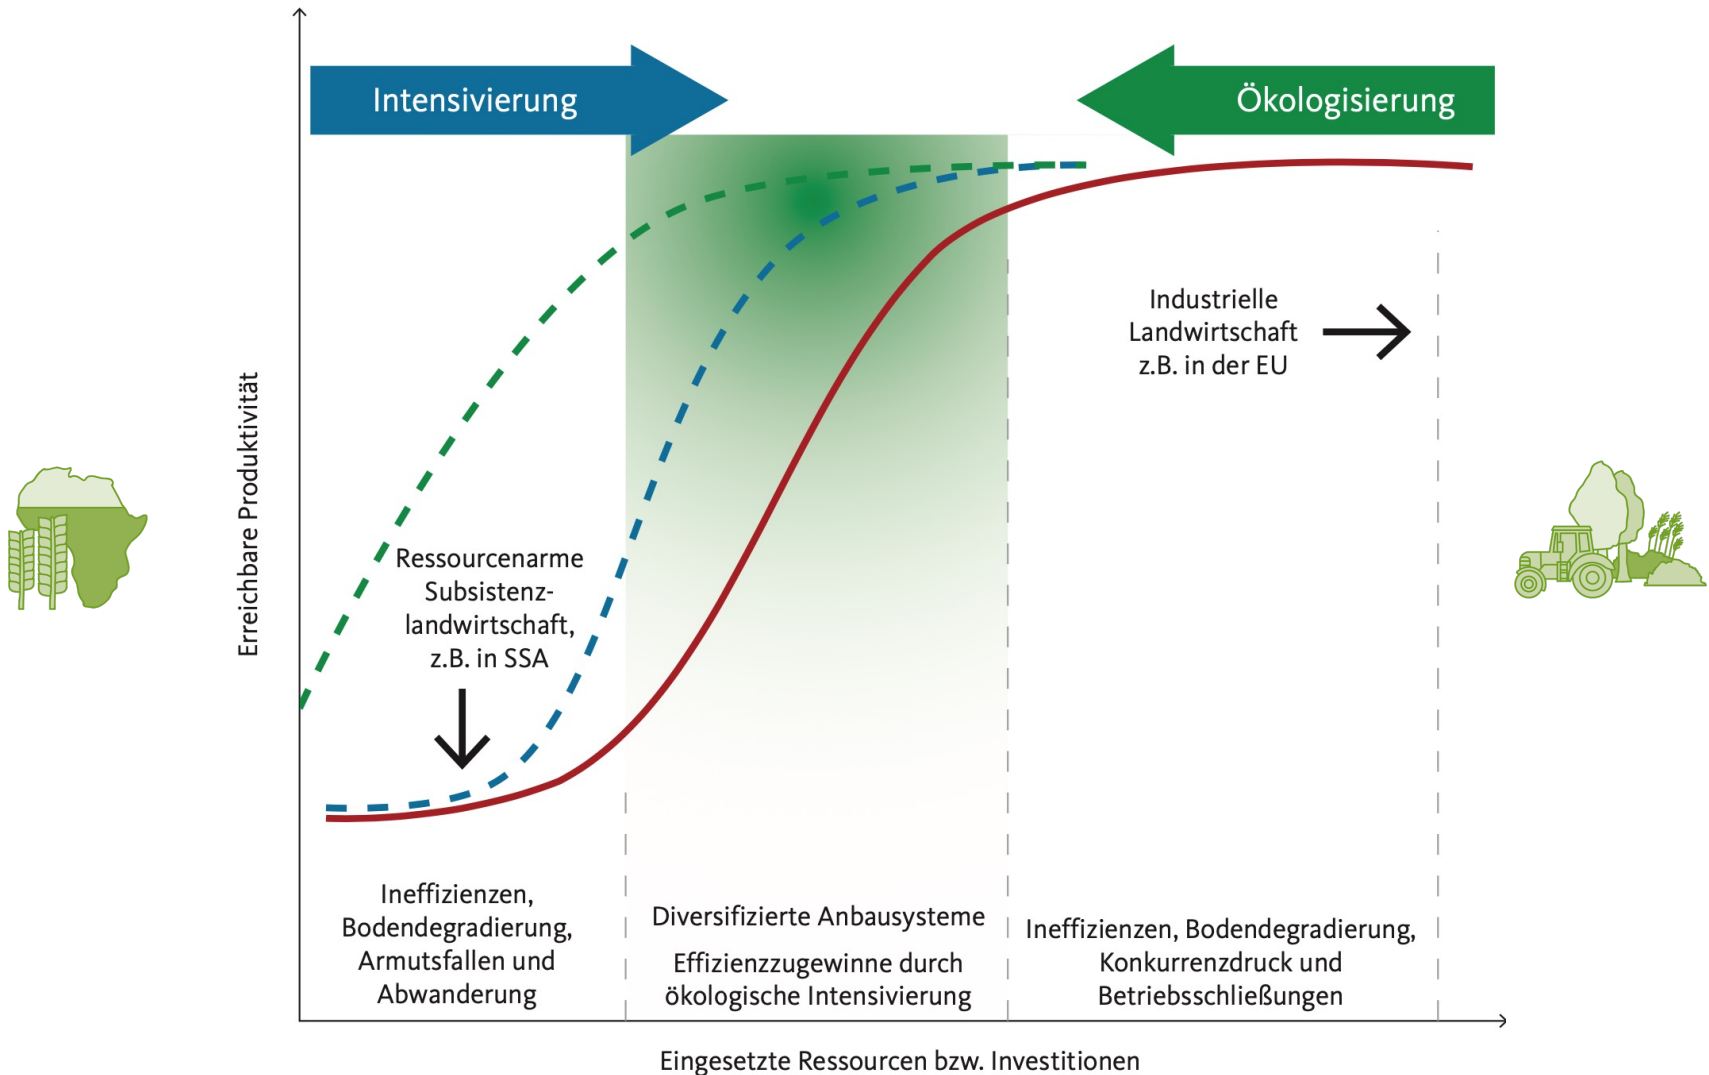 Intensivierung
Ökologisierung
Erreichbare Produktivität
Industrielle
Landwirtschaft
z.B. in der EU
Ressourcenarme
Subsistenz-
landwirtschaft,
z.B. in SSA
Ineffizienzen,
Bodendegradierung,
Armutsfallen und
Abwanderung
Diversifizierte Anbausysteme
Effizienzzugewinne durch
ökologische Intensivierung
Ineffizienzen, Bodendegradierung,
Konkurrenzdruck und
Betriebsschließungen
Eingesetzte Ressourcen bzw. Investitionen